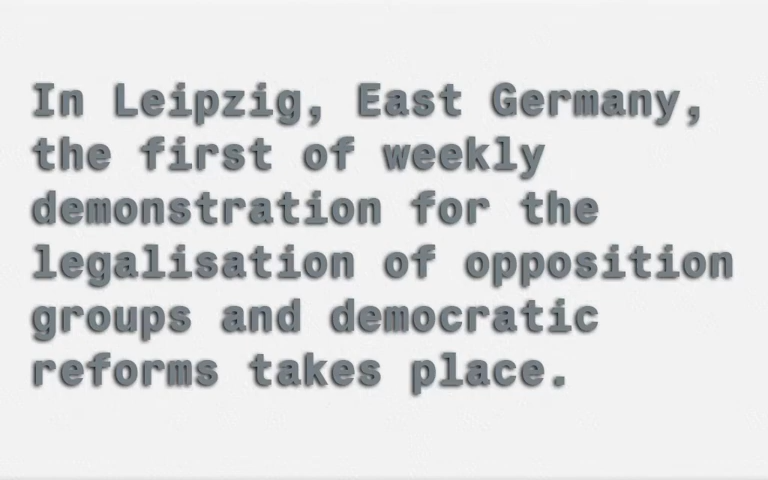 In Leipzig, East Germany,
the first of weekly
demonstration for the
legalisation of opposition
groups and democratic
reforms takes place.